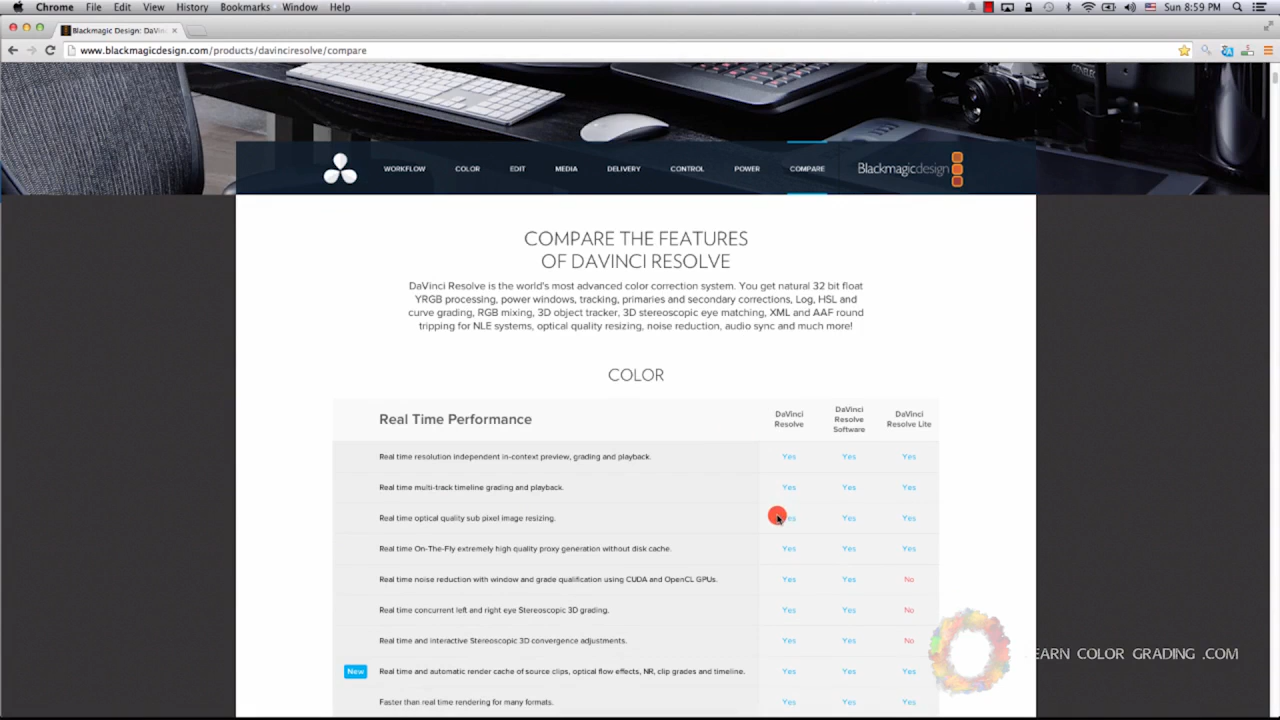 Chrome File Edit View History Bookmarks Window Help
Sun 8:59 PM
Blackmagic Design: DaVin
www.blackmagicdesign.com/products/davinciresolve/compare
WORKFLOW COLOR EDIT MEDIA DELIVERY CONTROL POWER COMPARE Blackmagicdesign
COMPARE THE FEATURES
OF DAVINCI RESOLVE
DaVinci Resolve is the world's most advanced color correction system. You get natural 32 bit float
YRGB processing, power windows, tracking, primaries and secondary corrections, Log, HSL and
curve grading, RGB mixing, 3D object tracker, 3D stereoscopic eye matching, XML and AAF round
tripping for NLE systems, optical quality resizing, noise reduction, audio sync and much more!
COLOR
Real Time Performance
DaVinci
Resolve
DaVinci
Resolve
Software
DaVinci
Resolve Lite
Real time resolution independent in-context preview, grading and playback. Yes Yes Yes
Real time multi-track timeline grading and playback. Yes Yes Yes
Real time optical quality sub pixel image resizing. Yes Yes Yes
Real time On-The-Fly extremely high quality proxy generation without disk cache. Yes Yes Yes
Real time noise reduction with window and grade qualification using CUDA and OpenCL GPUs. Yes Yes No
Real time concurrent left and right eye Stereoscopic 3D grading. Yes Yes No
Real time and interactive Stereoscopic 3D convergence adjustments. Yes Yes No
New Real time and automatic render cache of source clips, optical flow effects, NR, clip grades and timeline. Yes Yes Yes
Faster than real time rendering for many formats. Yes Yes Yes
LEARN COLOR GRADING .COM